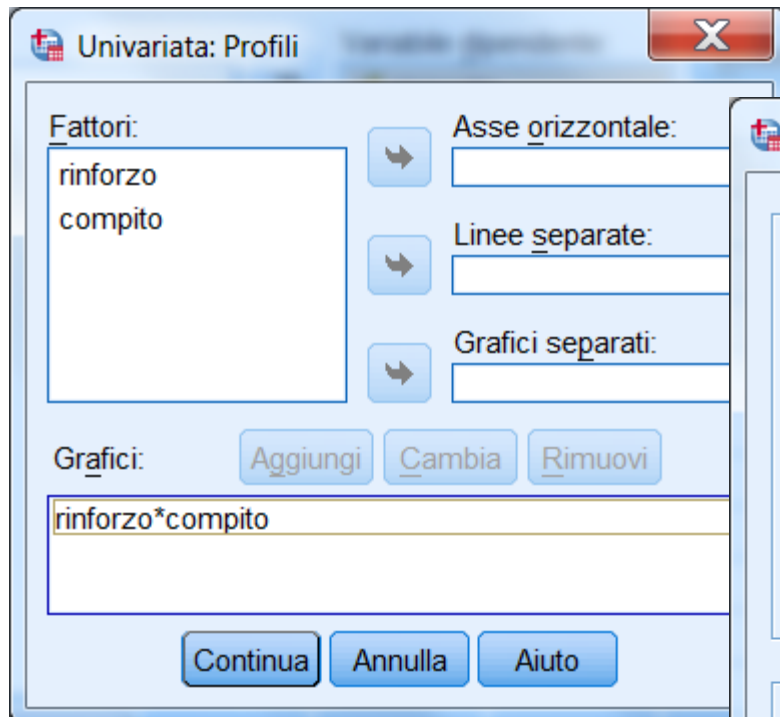 Univariata: Profili
Fattori:
rinforzo
compito
Asse orizzontale:
Linee separate:
Grafici separati:
Grafici:
Aggiungi
Cambia
Rimuovi
rinforzo*compito
Continua
Annulla
Aiuto